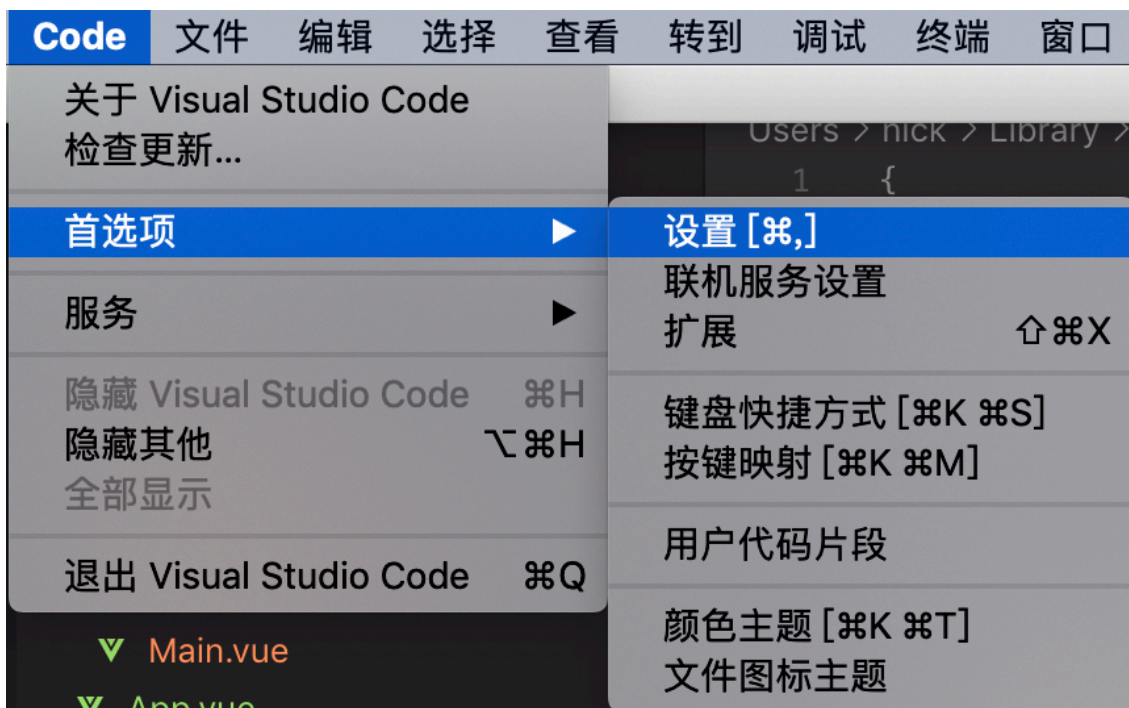 Code 文件 编辑 选择 查看 转到 调试 终端 窗口
关于 Visual Studio Code
检查更新...
Users > nick > Library >
1 {
首选项 ▶
服务 ▶
隐藏 Visual Studio Code ⌘H
隐藏其他 ⌥⌘H
全部显示
退出 Visual Studio Code ⌘Q
设置 [⌘,]
联机服务设置
扩展 ⇧⌘X
键盘快捷方式 [⌘K ⌘S]
按键映射 [⌘K ⌘M]
用户代码片段
颜色主题 [⌘K ⌘T]
文件图标主题
Main.vue
App.vue